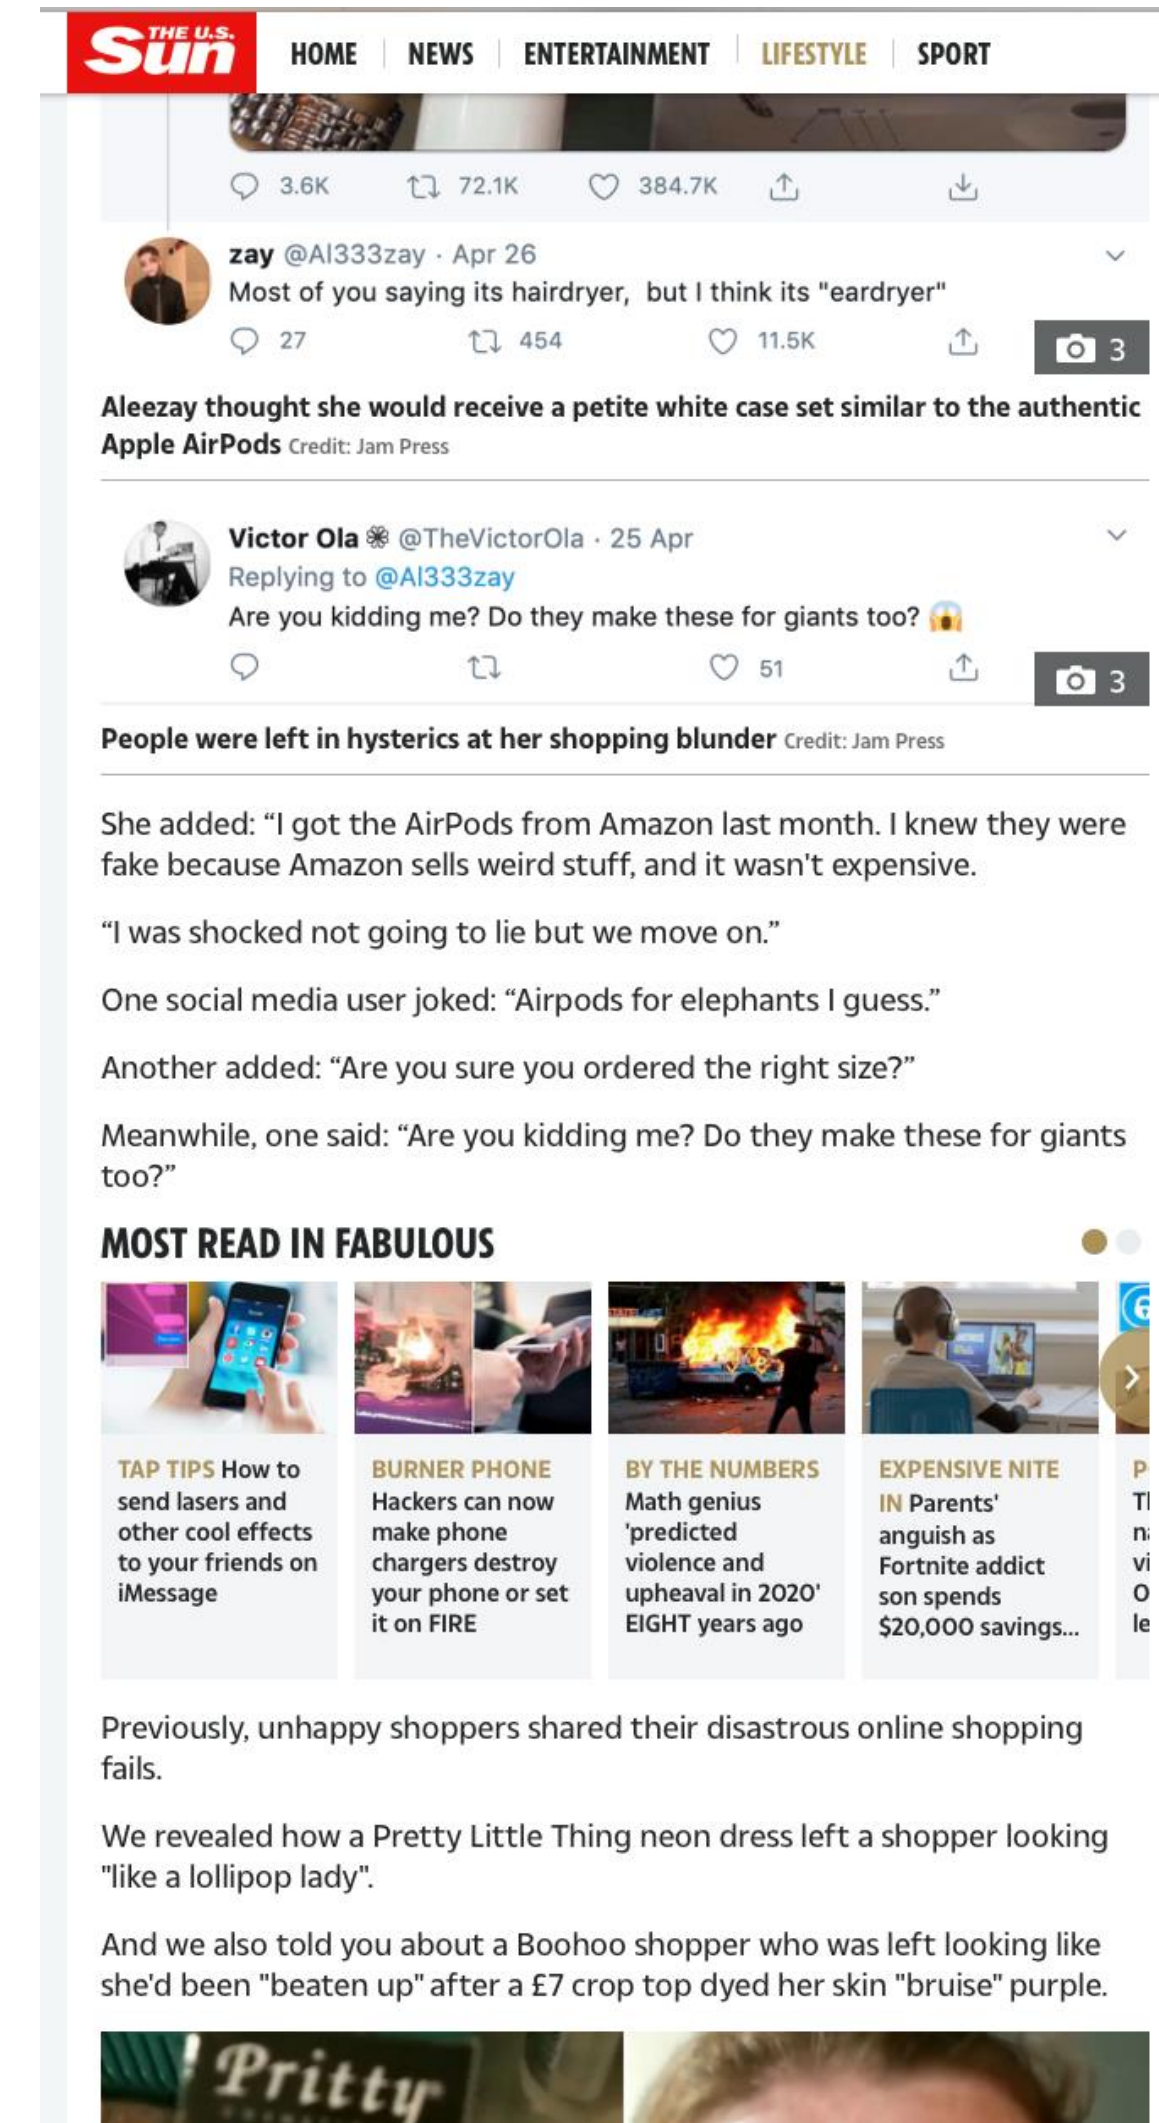 THE U.S.
Sun
HOME NEWS ENTERTAINMENT LIFESTYLE SPORT
3.6K 72.1K 384.7K
zay @Al333zay · Apr 26
Most of you saying its hairdryer, but I think its "eardryer"
27 454 11.5K
3
Aleezay thought she would receive a petite white case set similar to the authentic
Apple AirPods Credit: Jam Press
Victor Ola @TheVictorOla · 25 Apr
Replying to @Al333zay
Are you kidding me? Do they make these for giants too? 😱
51
3
People were left in hysterics at her shopping blunder Credit: Jam Press
She added: “I got the AirPods from Amazon last month. I knew they were
fake because Amazon sells weird stuff, and it wasn't expensive.
“I was shocked not going to lie but we move on.”
One social media user joked: “Airpods for elephants I guess.”
Another added: “Are you sure you ordered the right size?”
Meanwhile, one said: “Are you kidding me? Do they make these for giants
too?”
MOST READ IN FABULOUS
TAP TIPS How to
send lasers and
other cool effects
to your friends on
iMessage
BURNER PHONE
Hackers can now
make phone
chargers destroy
your phone or set
it on FIRE
BY THE NUMBERS
Math genius
'predicted
violence and
upheaval in 2020'
EIGHT years ago
EXPENSIVE NITE
IN Parents'
anguish as
Fortnite addict
son spends
$20,000 savings...
Previously, unhappy shoppers shared their disastrous online shopping
fails.
We revealed how a Pretty Little Thing neon dress left a shopper looking
"like a lollipop lady".
And we also told you about a Boohoo shopper who was left looking like
she'd been "beaten up" after a £7 crop top dyed her skin "bruise" purple.
Pritty